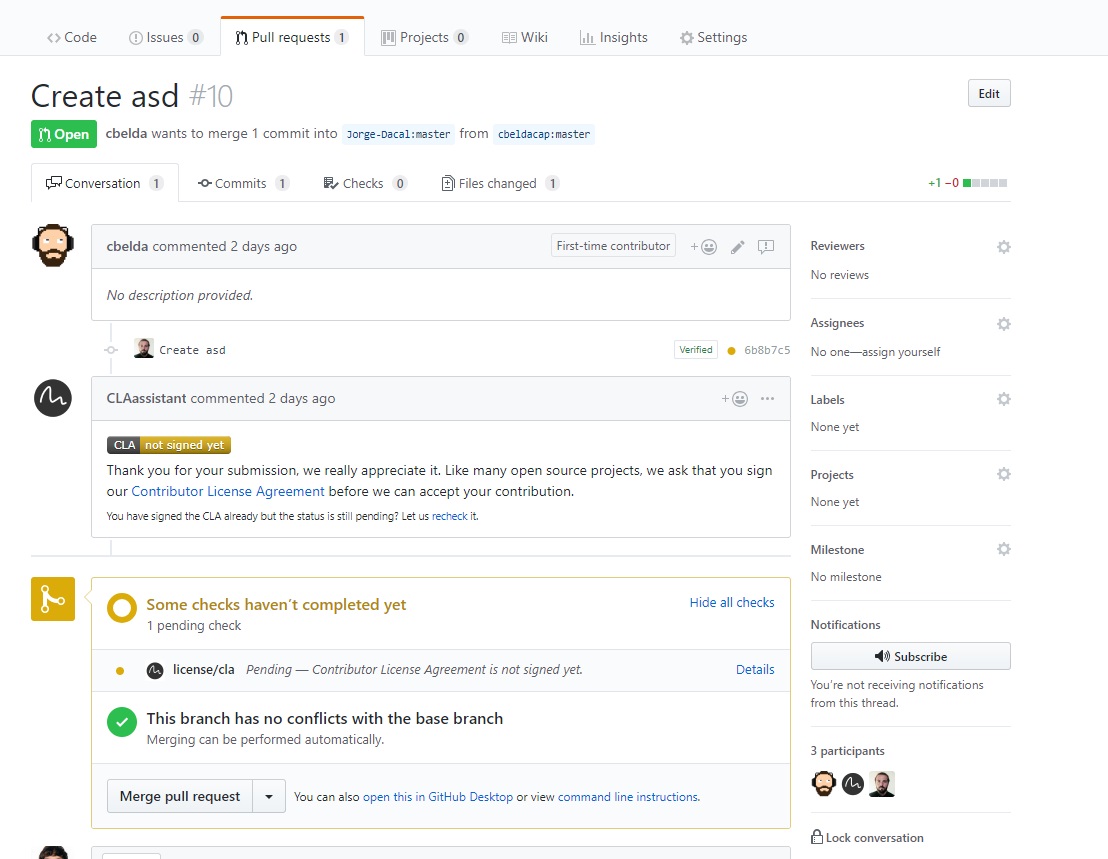 Code Issues 0 Pull requests 1 Projects 0 Wiki Insights Settings
Create asd #10
Edit
Open cbelda wants to merge 1 commit into Jorge-Dacal:master from cbeldacap:master
Conversation 1 Commits 1 Checks 0 Files changed 1
+1 −0
cbelda commented 2 days ago
First-time contributor
No description provided.
Create asd
Verified
6b8b7c5
CLAassistant commented 2 days ago
CLA not signed yet
Thank you for your submission, we really appreciate it. Like many open source projects, we ask that you sign
our Contributor License Agreement before we can accept your contribution.
You have signed the CLA already but the status is still pending? Let us recheck it.
Some checks haven’t completed yet
1 pending check
Hide all checks
license/cla Pending — Contributor License Agreement is not signed yet.
Details
This branch has no conflicts with the base branch
Merging can be performed automatically.
Merge pull request
You can also open this in GitHub Desktop or view command line instructions.
Reviewers
No reviews
Assignees
No one—assign yourself
Labels
None yet
Projects
None yet
Milestone
No milestone
Notifications
Subscribe
You’re not receiving notifications
from this thread.
3 participants
Lock conversation